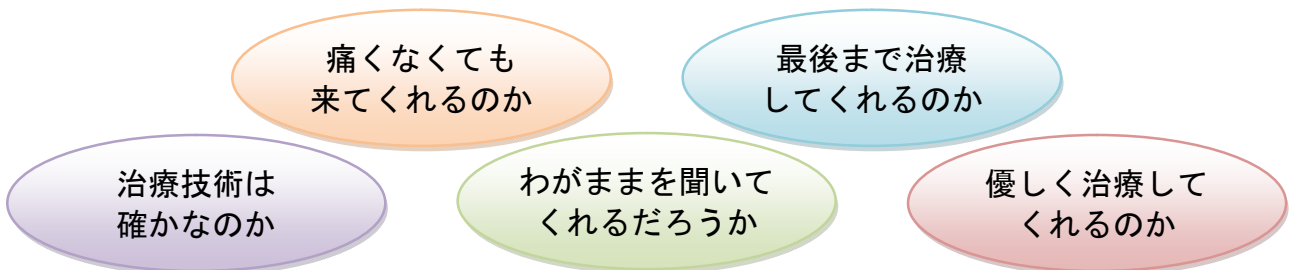 痛くなくても
来てくれるのか
最後まで治療
してくれるのか
治療技術は
確かなのか
わがままを聞いて
くれるだろうか
優しく治療して
くれるのか